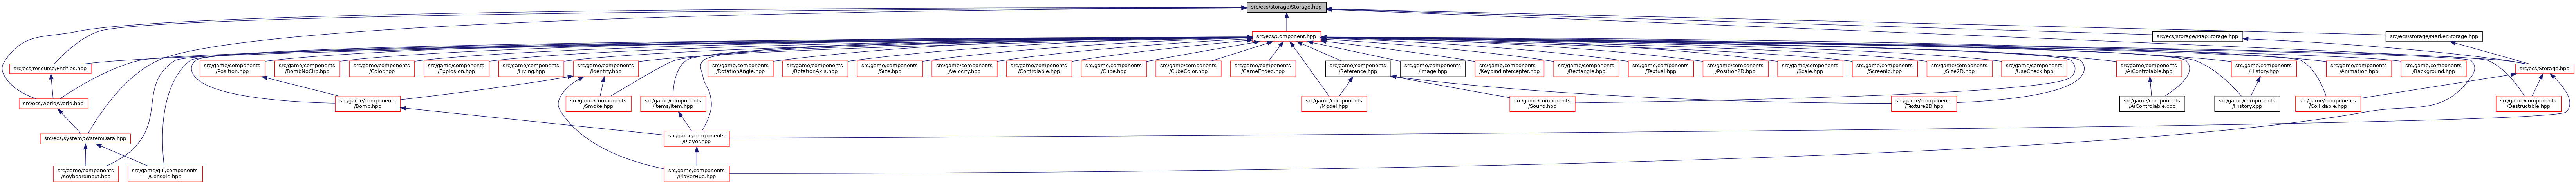 src/ecs/storage/Storage.hpp
src/ecs/Component.hpp
src/ecs/storage/MapStorage.hpp
src/ecs/storage/MarkerStorage.hpp
src/ecs/resource/Entities.hpp
src/game/components
/Position.hpp
src/game/components
/BombNoClip.hpp
src/game/components
/Color.hpp
src/game/components
/Explosion.hpp
src/game/components
/Living.hpp
src/game/components
/Identity.hpp
src/game/components
/RotationAngle.hpp
src/game/components
/RotationAxis.hpp
src/game/components
/Size.hpp
src/game/components
/Velocity.hpp
src/game/components
/Controlable.hpp
src/game/components
/Cube.hpp
src/game/components
/CubeColor.hpp
src/game/components
/GameEnded.hpp
src/game/components
/Reference.hpp
src/game/components
/Image.hpp
src/game/components
/KeybindIntercepter.hpp
src/game/components
/Rectangle.hpp
src/game/components
/Textual.hpp
src/game/components
/Position2D.hpp
src/game/components
/Scale.hpp
src/game/components
/ScreenId.hpp
src/game/components
/Size2D.hpp
src/game/components
/UseCheck.hpp
src/game/components
/AiControlable.hpp
src/game/components
/History.hpp
src/game/components
/Animation.hpp
src/game/components
/Background.hpp
src/ecs/Storage.hpp
src/ecs/world/World.hpp
src/game/components
/Bomb.hpp
src/game/components
/Smoke.hpp
src/game/components
/items/Item.hpp
src/game/components
/Model.hpp
src/game/components
/Sound.hpp
src/game/components
/Texture2D.hpp
src/game/components
/AiControlable.cpp
src/game/components
/History.cpp
src/game/components
/Collidable.hpp
src/game/components
/Destructible.hpp
src/ecs/system/SystemData.hpp
src/game/components
/Player.hpp
src/game/components
/KeyboardInput.hpp
src/game/gui/components
/Console.hpp
src/game/components
/PlayerHud.hpp